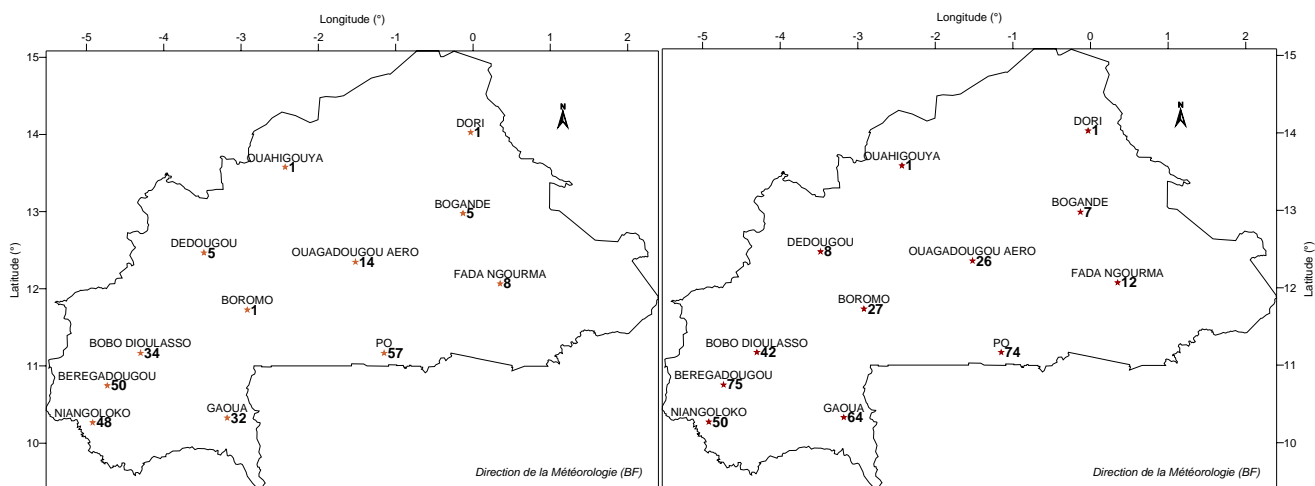 Longitude (°)
-5 -4 -3 -2 -1 0 1 2
15
14
13
12
11
10
Latitude (°)
N
DORI
1
OUAHIGOUYA
1
BOGANDE
5
DEDOUGOU
5
OUAGADOUGOU AERO
14
FADA NGOURMA
8
BOROMO
1
BOBO DIOULASSO
34
PO
57
BEREGADOUGOU
50
NIANGOLOKO
48
GAOUA
32
Direction de la Météorologie (BF)
Longitude (°)
-5 -4 -3 -2 -1 0 1 2
15
14
13
12
11
10
Latitude (°)
N
DORI
1
OUAHIGOUYA
1
BOGANDE
7
DEDOUGOU
8
OUAGADOUGOU AERO
26
FADA NGOURMA
12
BOROMO
27
BOBO DIOULASSO
42
PO
74
BEREGADOUGOU
75
NIANGOLOKO
50
GAOUA
64
Direction de la Météorologie (BF)